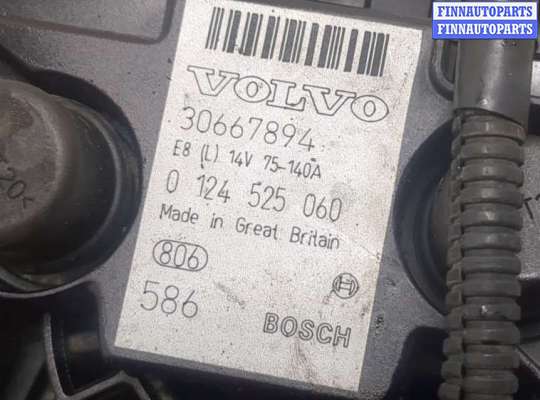 FINNAUTOPARTS
FINNAUTOPARTS
VOLVO
30667894
E8 (L) 14V 75-140A
0 124 525 060
Made in Great Britain
806
586
BOSCH